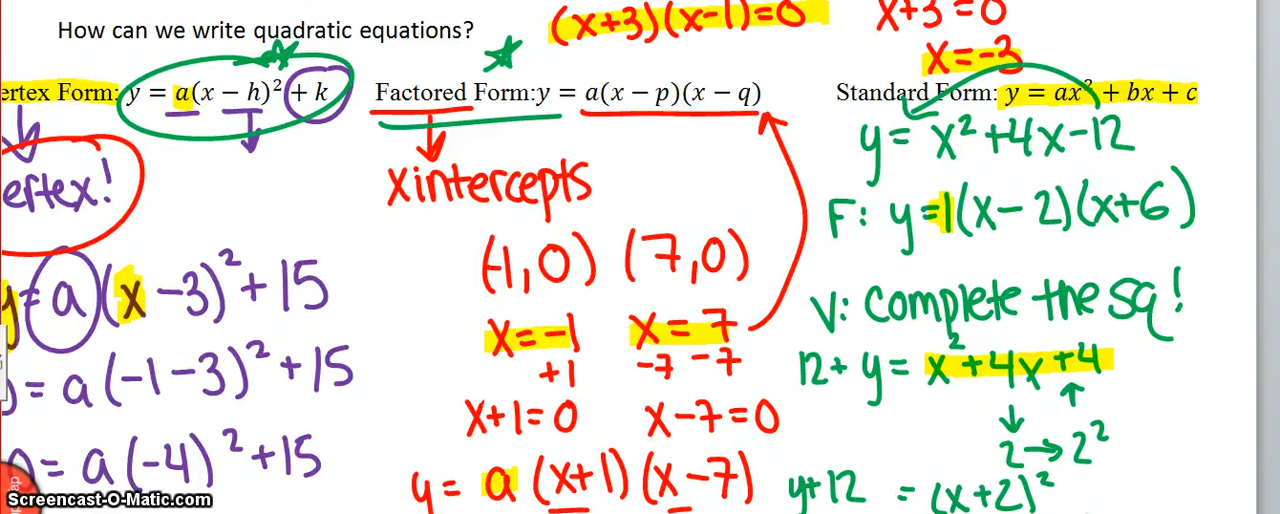 How can we write quadratic equations?
(x+3)(x-1)=0
x+3=0
x=-3
ertex Form: y = a(x − h)² + k
ertex!
y=a(x-3)²+15
0=a(-1-3)²+15
=a(-4)²+15
Factored Form:y = a(x − p)(x − q)
xintercepts
(-1,0) (7,0)
x=-1 x=7
+1 -7 -7
x+1=0 x-7=0
y= a (x+1)(x-7)
Standard Form: y = ax² + bx + c
y= x²+4x-12
F: y=1(x-2)(x+6)
V: Complete the sq!
12+ y= x²+4x+4
2→2²
y+12 =(x+2)²
Screencast-O-Matic.com